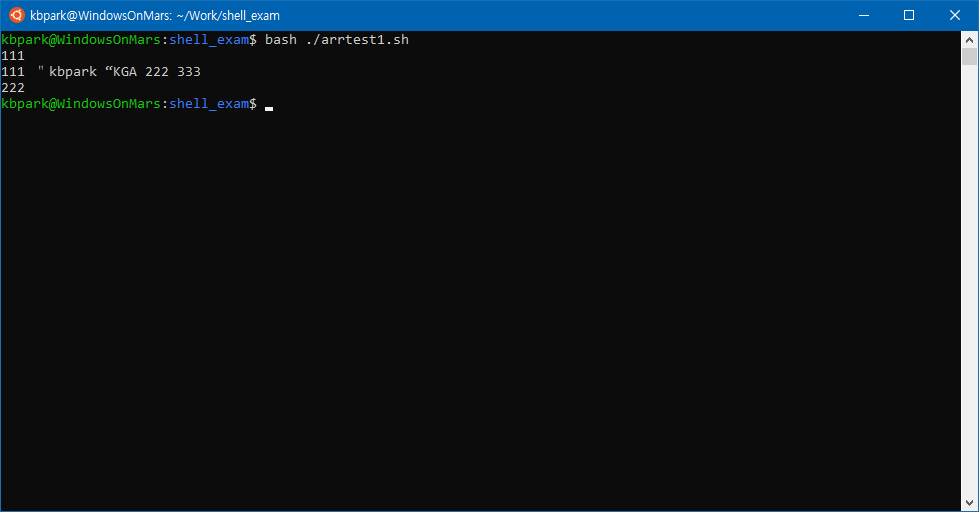 kbpark@WindowsOnMars: ~/Work/shell_exam
kbpark@WindowsOnMars:shell_exam$ bash ./arrtest1.sh
111
111 ＂kbpark “KGA 222 333
222
kbpark@WindowsOnMars:shell_exam$